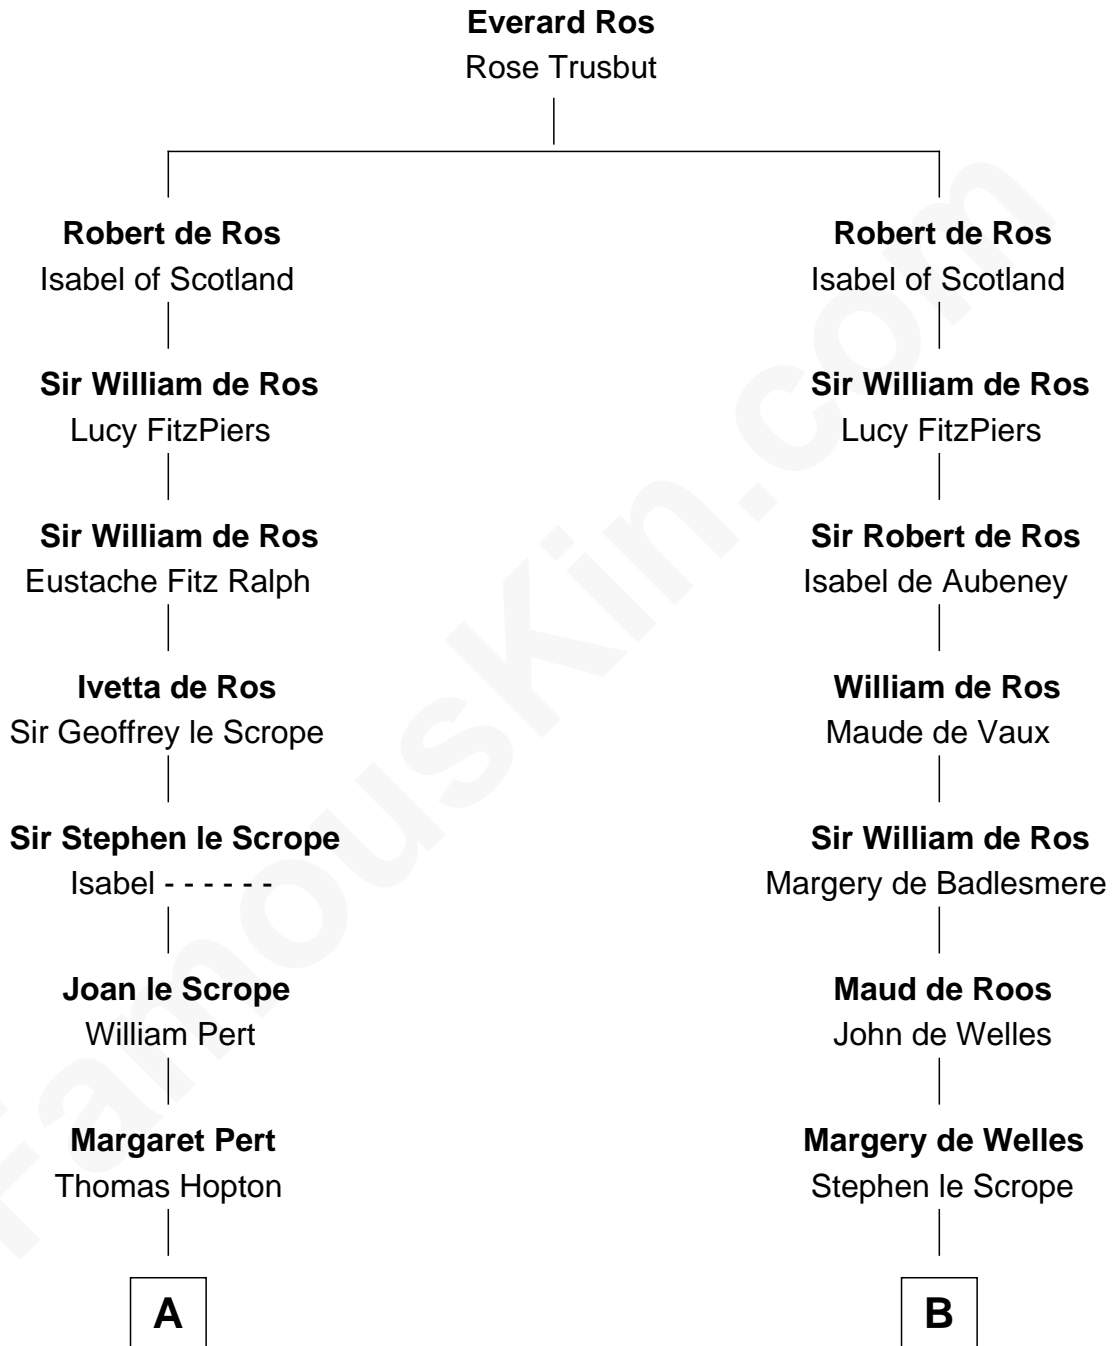 Everard Ros
Rose Trusbut
Robert de Ros
Isabel of Scotland
Sir William de Ros
Lucy FitzPiers
Sir William de Ros
Eustache Fitz Ralph
Ivetta de Ros
Sir Geoffrey le Scrope
Sir Stephen le Scrope
Isabel - - - - - -
Joan le Scrope
William Pert
Margaret Pert
Thomas Hopton
A
Robert de Ros
Isabel of Scotland
Sir William de Ros
Lucy FitzPiers
Sir Robert de Ros
Isabel de Aubeney
William de Ros
Maude de Vaux
Sir William de Ros
Margery de Badlesmere
Maud de Roos
John de Welles
Margery de Welles
Stephen le Scrope
B
FamousKin.com